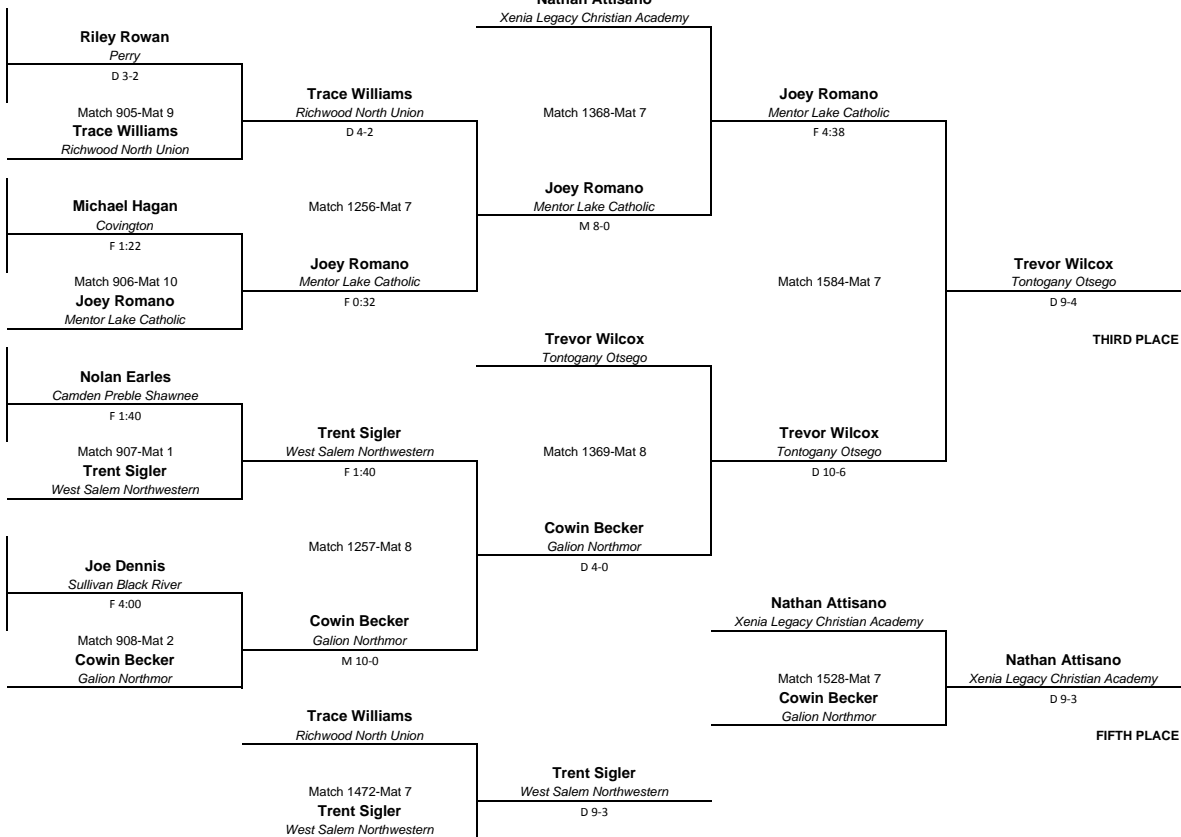 Nathan Attisano
Xenia Legacy Christian Academy
Riley Rowan
Perry
D 3-2
Match 905-Mat 9
Trace Williams
Richwood North Union
Trace Williams
Richwood North Union
D 4-2
Match 1368-Mat 7
Joey Romano
Mentor Lake Catholic
F 4:38
Michael Hagan
Covington
F 1:22
Match 906-Mat 10
Joey Romano
Mentor Lake Catholic
Match 1256-Mat 7
Joey Romano
Mentor Lake Catholic
F 0:32
Joey Romano
Mentor Lake Catholic
M 8-0
Match 1584-Mat 7
Trevor Wilcox
Tontogany Otsego
D 9-4
THIRD PLACE
Nolan Earles
Camden Preble Shawnee
F 1:40
Match 907-Mat 1
Trent Sigler
West Salem Northwestern
Trent Sigler
West Salem Northwestern
F 1:40
Trevor Wilcox
Tontogany Otsego
Match 1369-Mat 8
Trevor Wilcox
Tontogany Otsego
D 10-6
Joe Dennis
Sullivan Black River
F 4:00
Match 908-Mat 2
Cowin Becker
Galion Northmor
Match 1257-Mat 8
Cowin Becker
Galion Northmor
M 10-0
Cowin Becker
Galion Northmor
D 4-0
Nathan Attisano
Xenia Legacy Christian Academy
Match 1528-Mat 7
Cowin Becker
Galion Northmor
Nathan Attisano
Xenia Legacy Christian Academy
D 9-3
FIFTH PLACE
Trace Williams
Richwood North Union
Match 1472-Mat 7
Trent Sigler
West Salem Northwestern
Trent Sigler
West Salem Northwestern
D 9-3